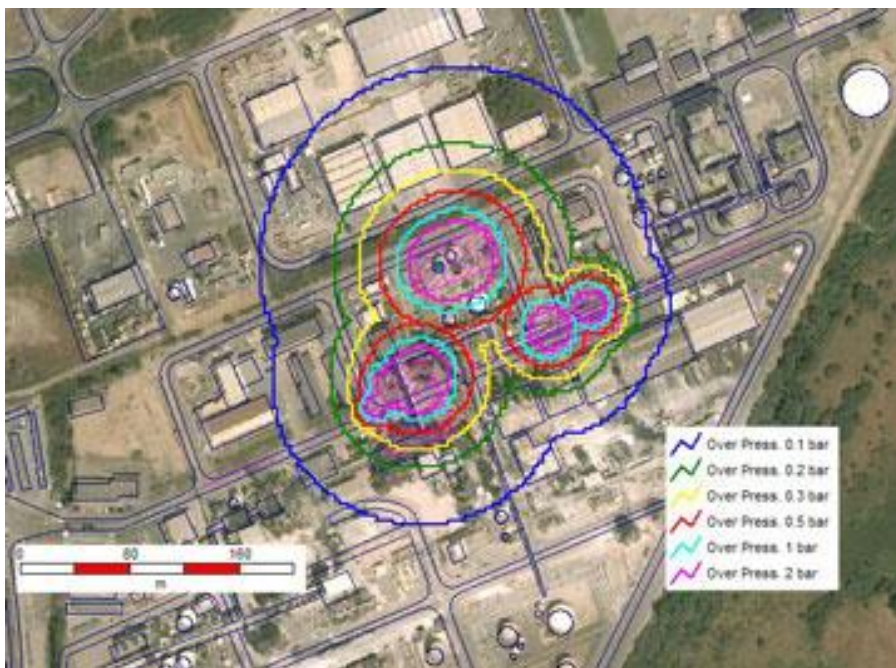 Over Press. 0.1 bar
Over Press. 0.2 bar
Over Press. 0.3 bar
Over Press. 0.5 bar
Over Press. 1 bar
Over Press. 2 bar
0 80 160
m